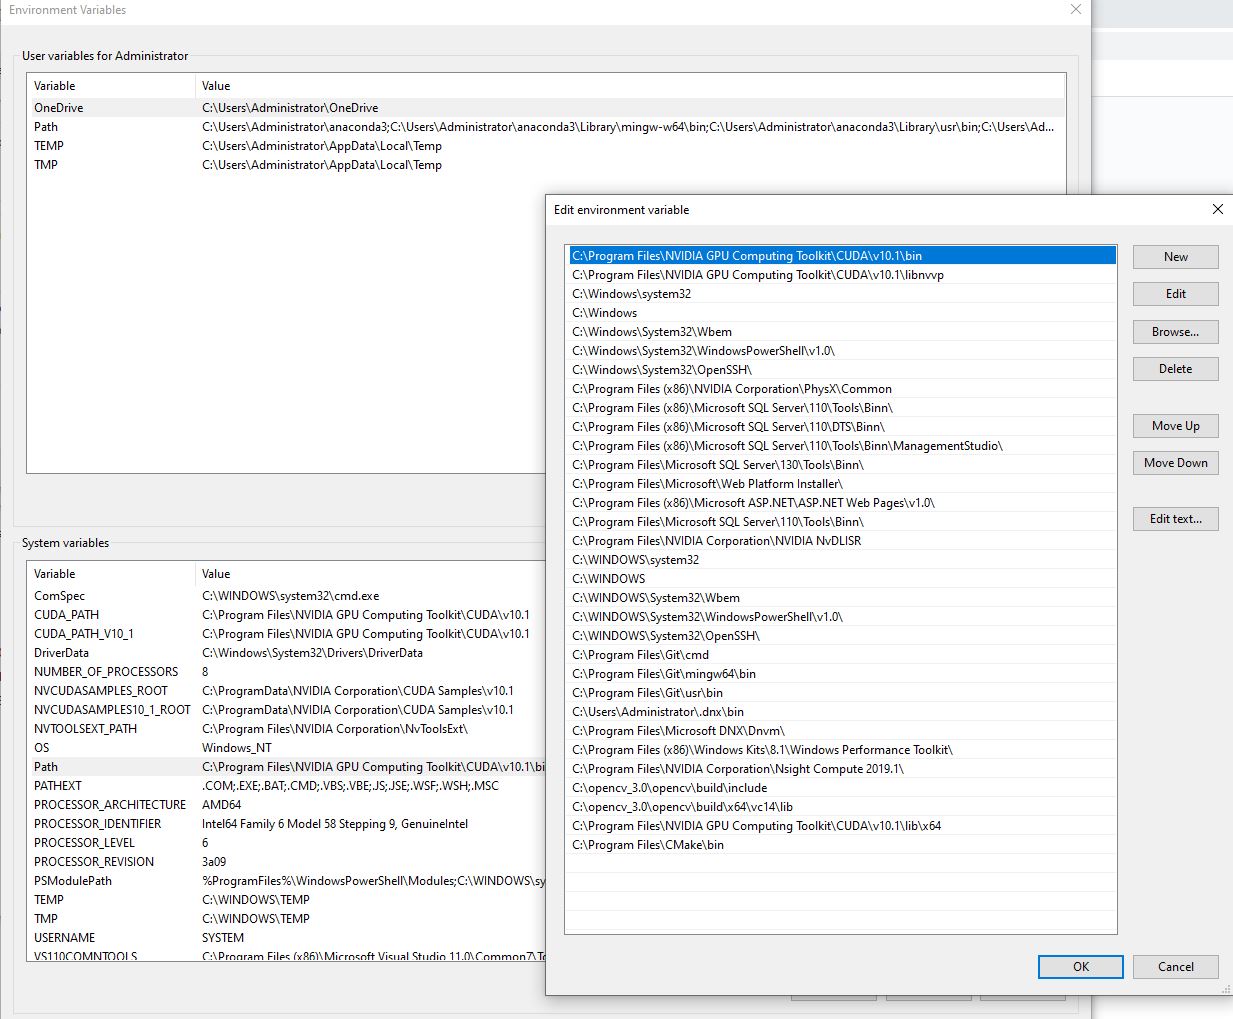 Environment Variables
User variables for Administrator
Variable Value
OneDrive C:\Users\Administrator\OneDrive
Path C:\Users\Administrator\anaconda3;C:\Users\Administrator\anaconda3\Library\mingw-w64\bin;C:\Users\Administrator\anaconda3\Library\usr\bin;C:\Users\Ad...
TEMP C:\Users\Administrator\AppData\Local\Temp
TMP C:\Users\Administrator\AppData\Local\Temp
System variables
Variable Value
ComSpec C:\WINDOWS\system32\cmd.exe
CUDA_PATH C:\Program Files\NVIDIA GPU Computing Toolkit\CUDA\v10.1
CUDA_PATH_V10_1 C:\Program Files\NVIDIA GPU Computing Toolkit\CUDA\v10.1
DriverData C:\Windows\System32\Drivers\DriverData
NUMBER_OF_PROCESSORS 8
NVCUDASAMPLES_ROOT C:\ProgramData\NVIDIA Corporation\CUDA Samples\v10.1
NVCUDASAMPLES10_1_ROOT C:\ProgramData\NVIDIA Corporation\CUDA Samples\v10.1
NVTOOLSEXT_PATH C:\Program Files\NVIDIA Corporation\NvToolsExt\
OS Windows_NT
Path C:\Program Files\NVIDIA GPU Computing Toolkit\CUDA\v10.1\bi
PATHEXT .COM;.EXE;.BAT;.CMD;.VBS;.VBE;.JS;.JSE;.WSF;.WSH;.MSC
PROCESSOR_ARCHITECTURE AMD64
PROCESSOR_IDENTIFIER Intel64 Family 6 Model 58 Stepping 9, GenuineIntel
PROCESSOR_LEVEL 6
PROCESSOR_REVISION 3a09
PSModulePath %ProgramFiles%\WindowsPowerShell\Modules;C:\WINDOWS\sy
TEMP C:\WINDOWS\TEMP
TMP C:\WINDOWS\TEMP
USERNAME SYSTEM
VS110COMNTOOLS C:\Program Files (x86)\Microsoft Visual Studio 11.0\Common7\To
Edit environment variable
C:\Program Files\NVIDIA GPU Computing Toolkit\CUDA\v10.1\bin
C:\Program Files\NVIDIA GPU Computing Toolkit\CUDA\v10.1\libnvvp
C:\Windows\system32
C:\Windows
C:\Windows\System32\Wbem
C:\Windows\System32\WindowsPowerShell\v1.0\
C:\Windows\System32\OpenSSH\
C:\Program Files (x86)\NVIDIA Corporation\PhysX\Common
C:\Program Files (x86)\Microsoft SQL Server\110\Tools\Binn\
C:\Program Files (x86)\Microsoft SQL Server\110\DTS\Binn\
C:\Program Files (x86)\Microsoft SQL Server\110\Tools\Binn\ManagementStudio\
C:\Program Files\Microsoft SQL Server\130\Tools\Binn\
C:\Program Files\Microsoft\Web Platform Installer\
C:\Program Files (x86)\Microsoft ASP.NET\ASP.NET Web Pages\v1.0\
C:\Program Files\Microsoft SQL Server\110\Tools\Binn\
C:\Program Files\NVIDIA Corporation\NVIDIA NvDLISR
C:\WINDOWS\system32
C:\WINDOWS
C:\WINDOWS\System32\Wbem
C:\WINDOWS\System32\WindowsPowerShell\v1.0\
C:\WINDOWS\System32\OpenSSH\
C:\Program Files\Git\cmd
C:\Program Files\Git\mingw64\bin
C:\Program Files\Git\usr\bin
C:\Users\Administrator\.dnx\bin
C:\Program Files\Microsoft DNX\Dnvm\
C:\Program Files (x86)\Windows Kits\8.1\Windows Performance Toolkit\
C:\Program Files\NVIDIA Corporation\Nsight Compute 2019.1\
C:\opencv_3.0\opencv\build\include
C:\opencv_3.0\opencv\build\x64\vc14\lib
C:\Program Files\NVIDIA GPU Computing Toolkit\CUDA\v10.1\lib\x64
C:\Program Files\CMake\bin
New
Edit
Browse...
Delete
Move Up
Move Down
Edit text...
OK
Cancel